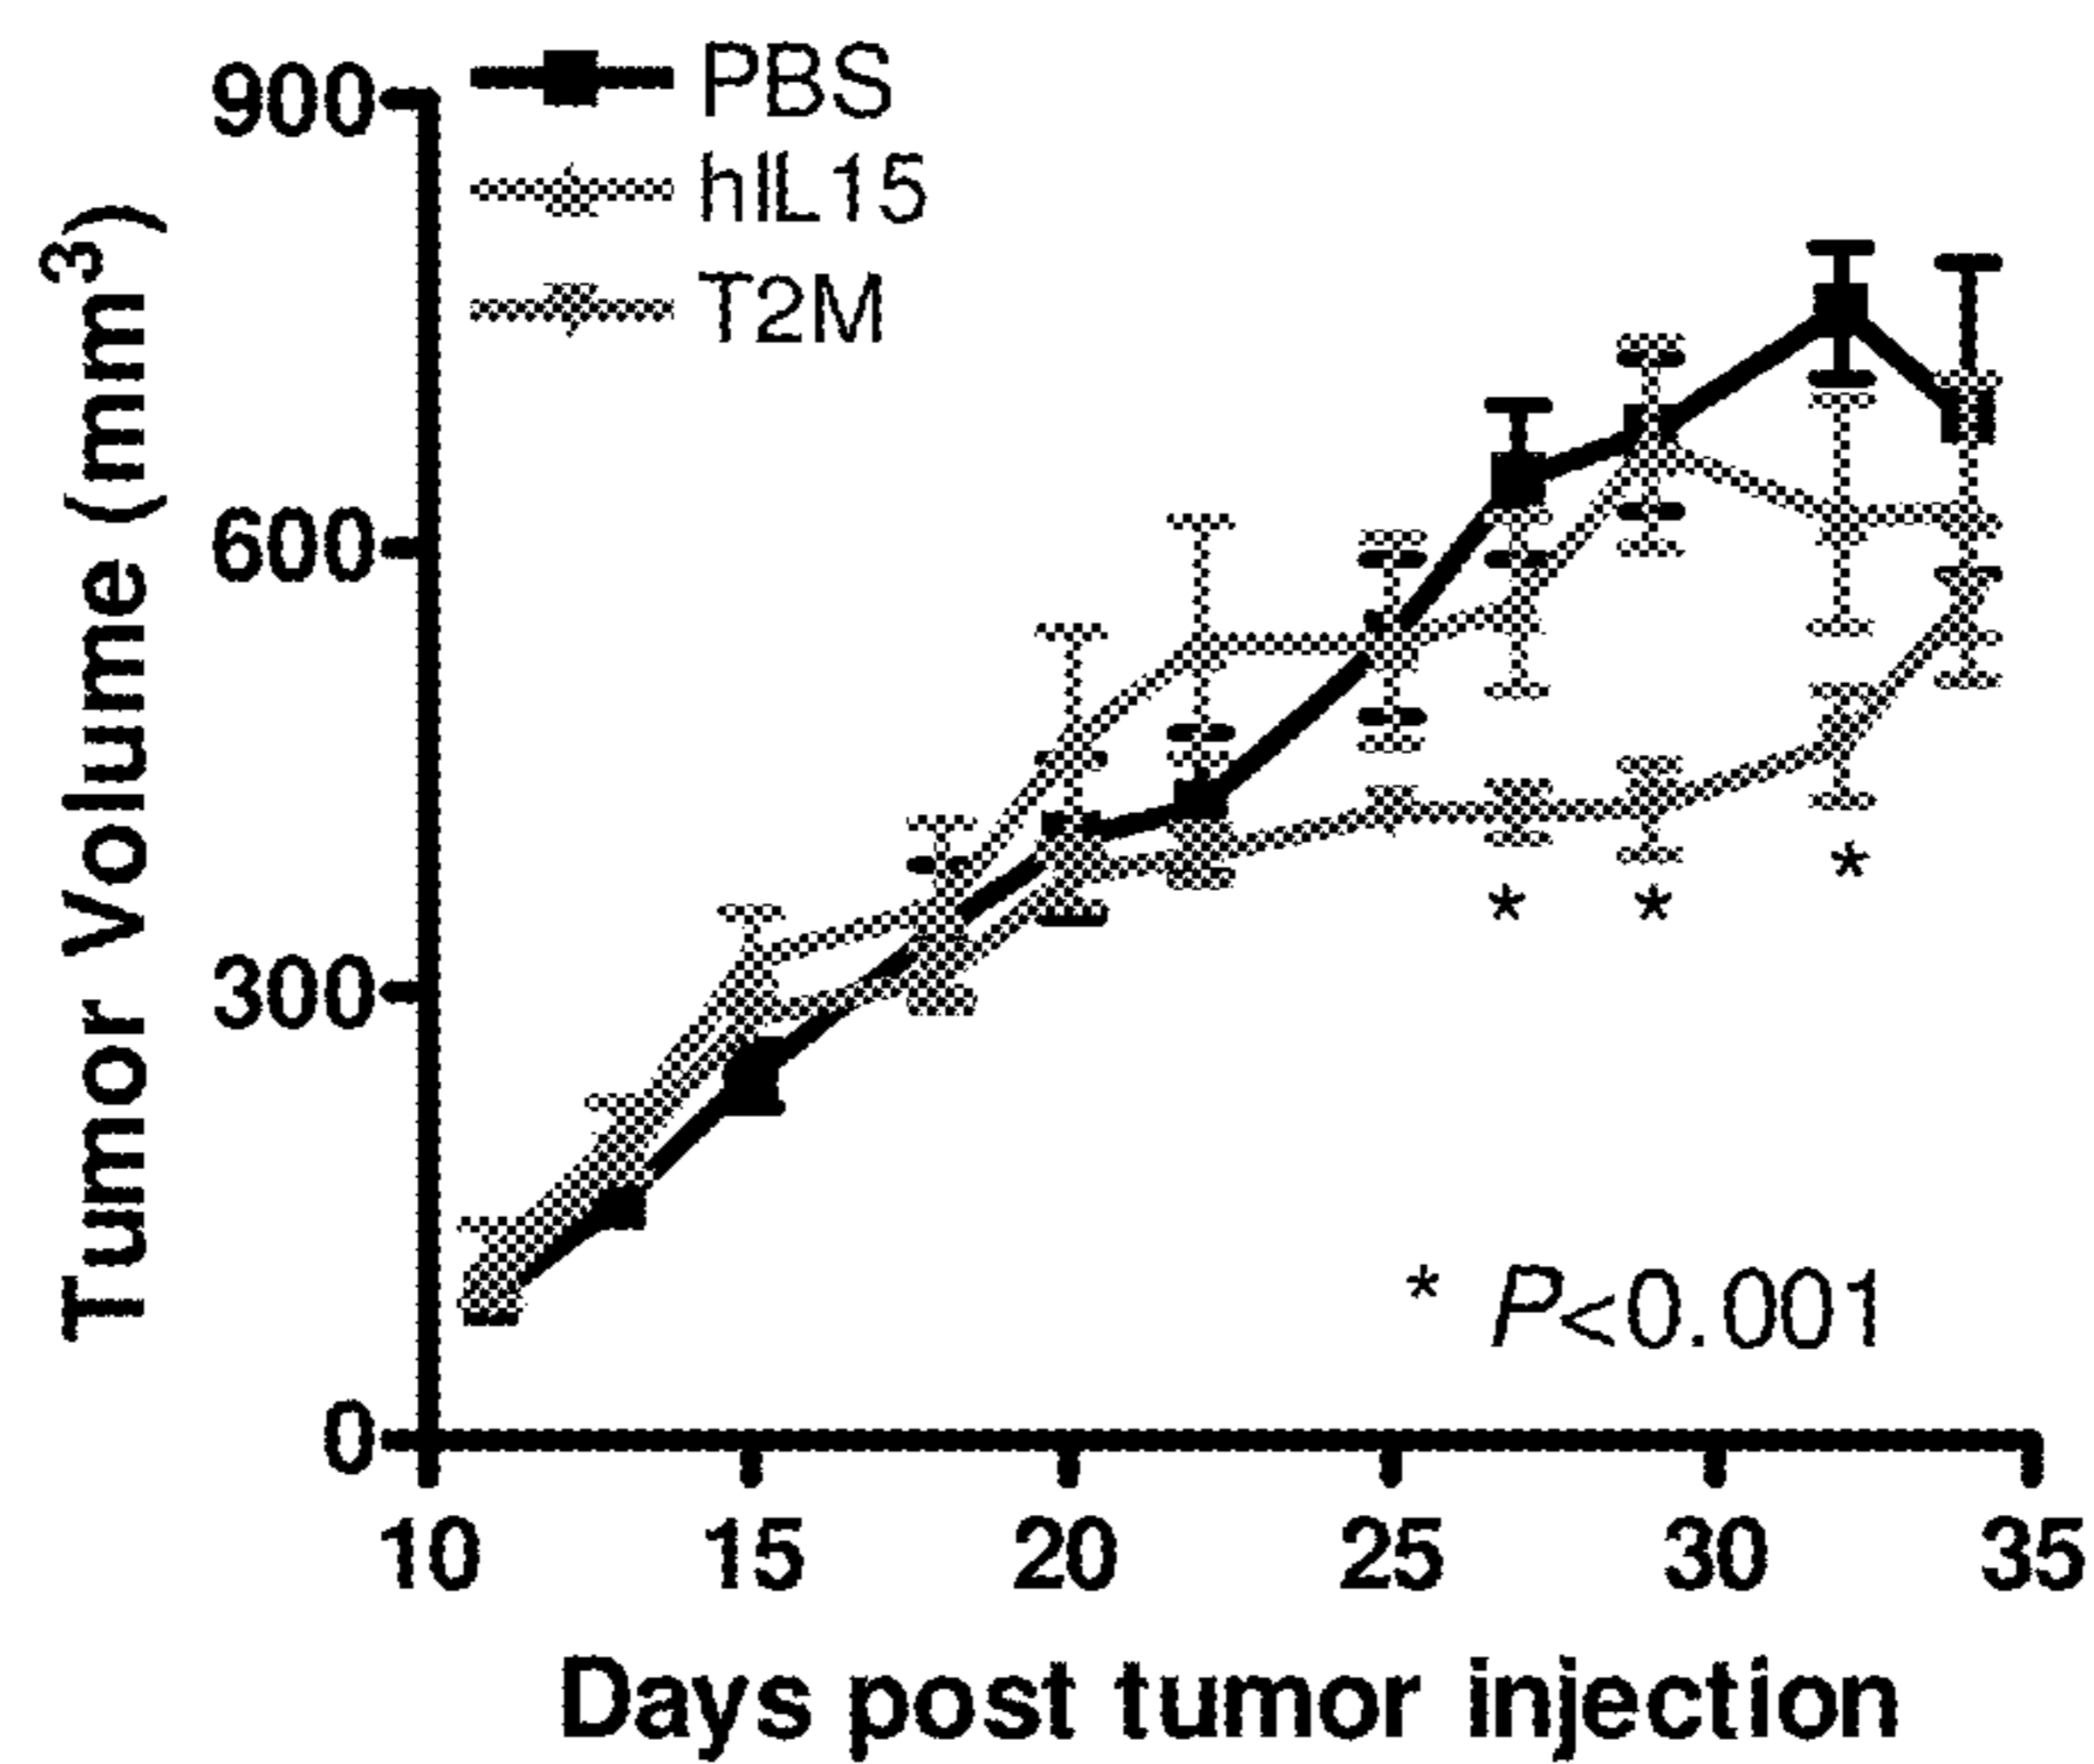 Tumor Volume (mm³)
900
600
300
0
PBS
hIL15
T2M
*
*
*
* P<0.001
10
15
20
25
30
35
Days post tumor injection